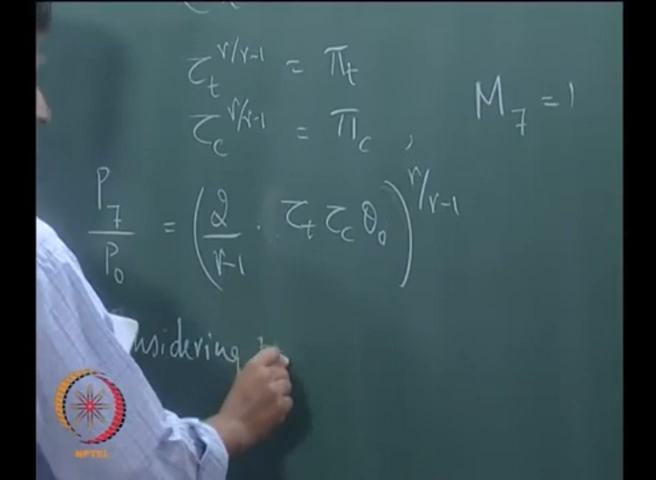 τ_t^{r/r-1} = π_t
τ_c^{r/r-1} = π_c ,
M_7 = 1
P_7 / P_0 = ( 2/r-1 · τ_t τ_c θ_0 )^{r/r-1}
nsidering
NPTEL